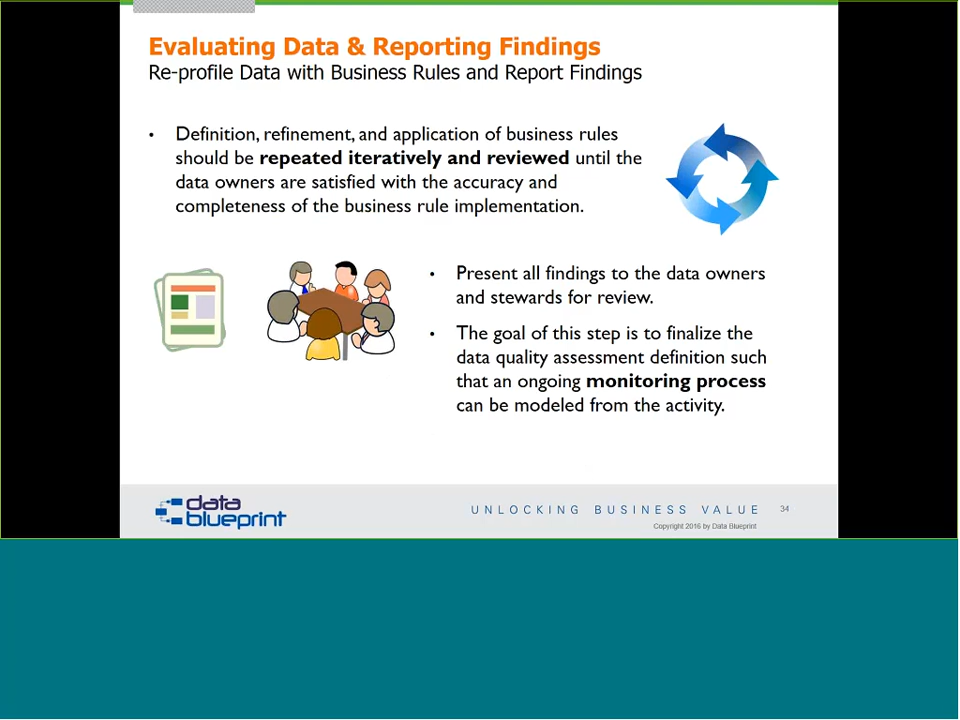 Evaluating Data & Reporting Findings
Re-profile Data with Business Rules and Report Findings
• Definition, refinement, and application of business rules
should be repeated iteratively and reviewed until the
data owners are satisfied with the accuracy and
completeness of the business rule implementation.
• Present all findings to the data owners
and stewards for review.
• The goal of this step is to finalize the
data quality assessment definition such
that an ongoing monitoring process
can be modeled from the activity.
data
blueprint
UNLOCKING BUSINESS VALUE 34
Copyright 2016 by Data Blueprint